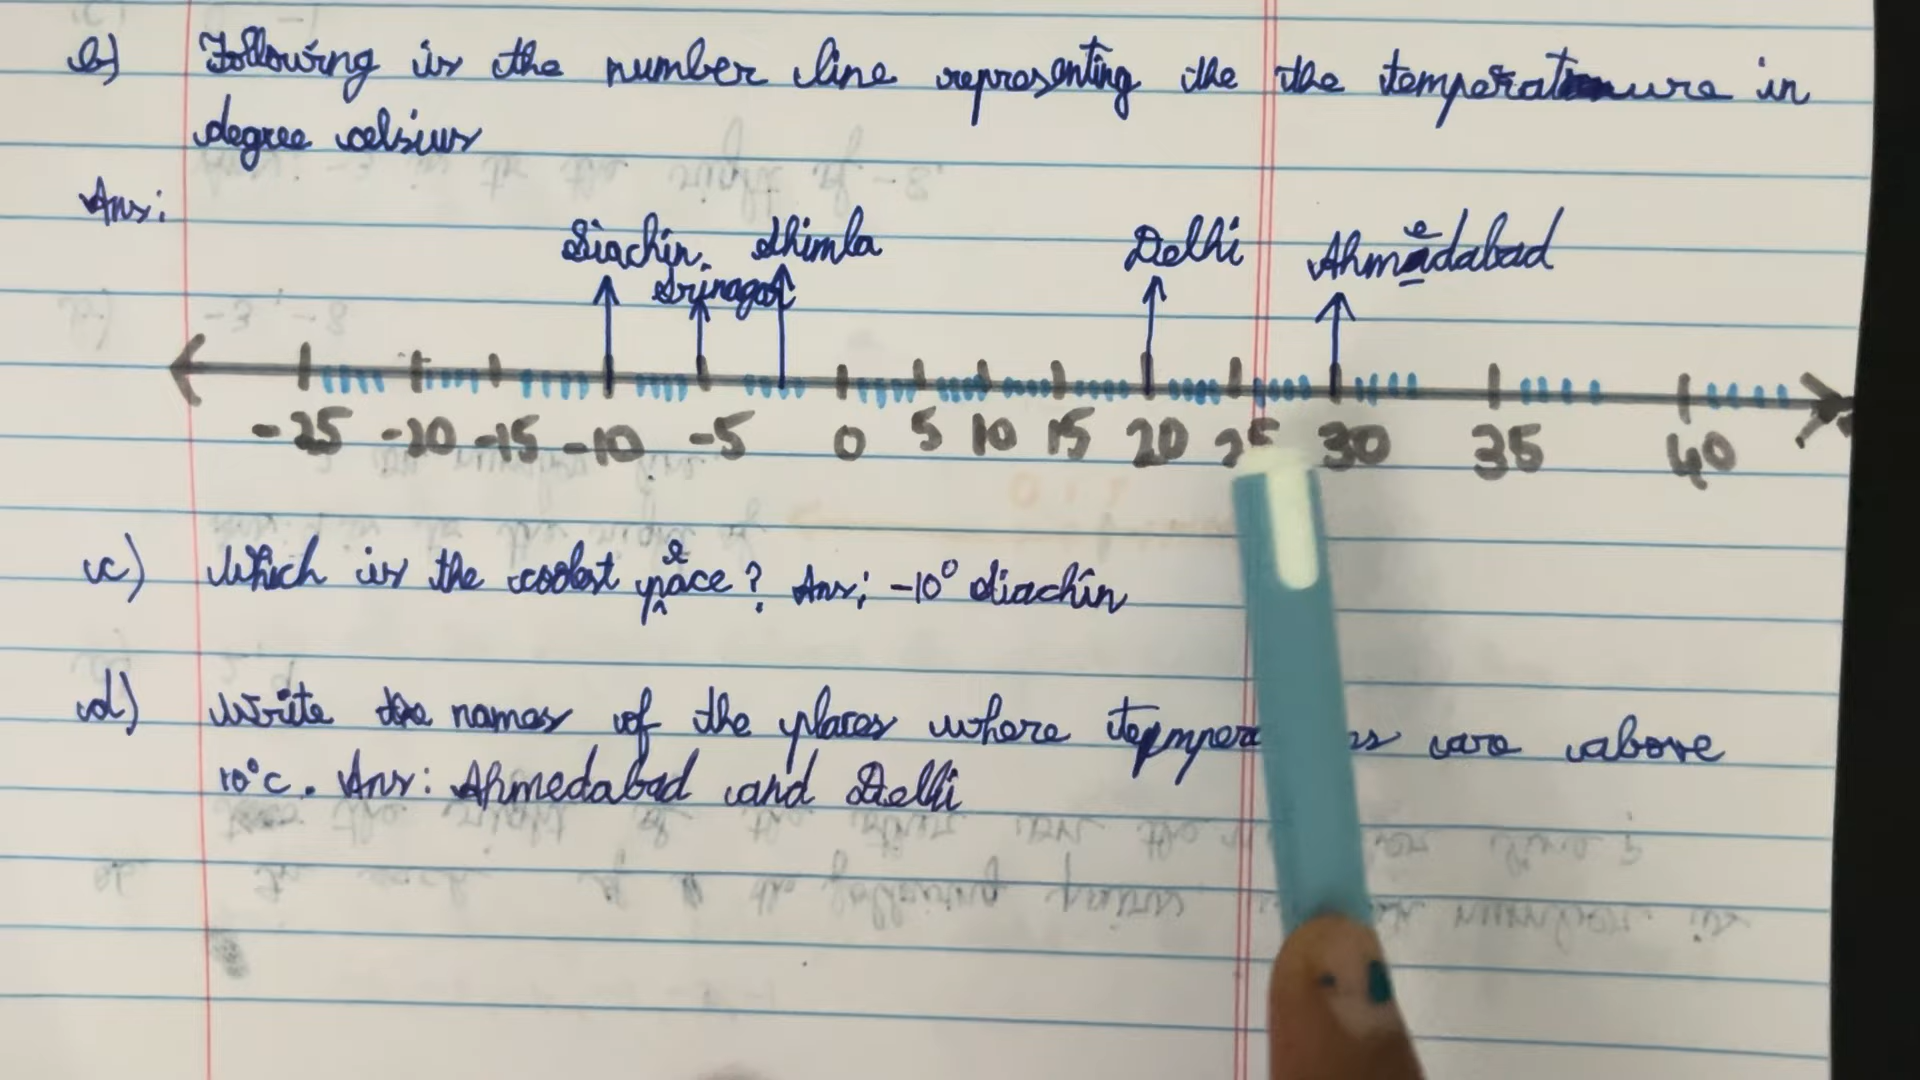 b) Following is the number line representing the the temperature in
degree celsius
Ans:
Siachin Shimla Delhi Ahmedabad
Srinagar
-25 -20 -15 -10 -5 0 5 10 15 20 25 30 35 40
c) Which is the coolest place? Ans; -10° Siachin
d) Write the names of the places where are above
10°C. Ans: Ahmedabad and Delhi